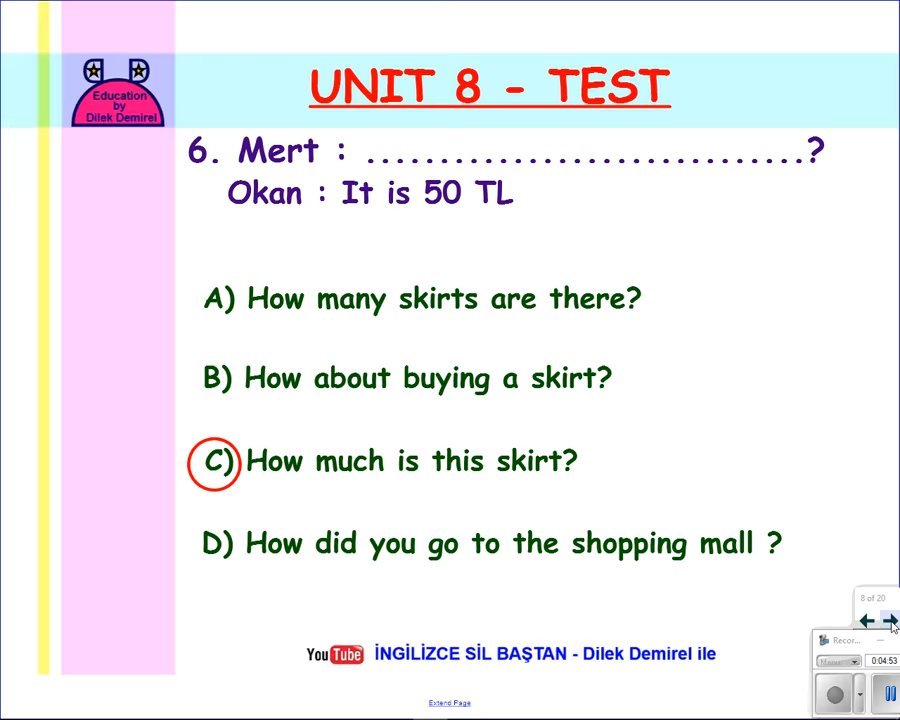 UNIT 8 - TEST
Education
by
Dilek Demirel
6. Mert : ..............................?
Okan : It is 50 TL
A) How many skirts are there?
B) How about buying a skirt?
C) How much is this skirt?
D) How did you go to the shopping mall ?
8 of 20
Recor...
0:04:53
YouTube İNGİLİZCE SİL BAŞTAN - Dilek Demirel ile
Extend Page